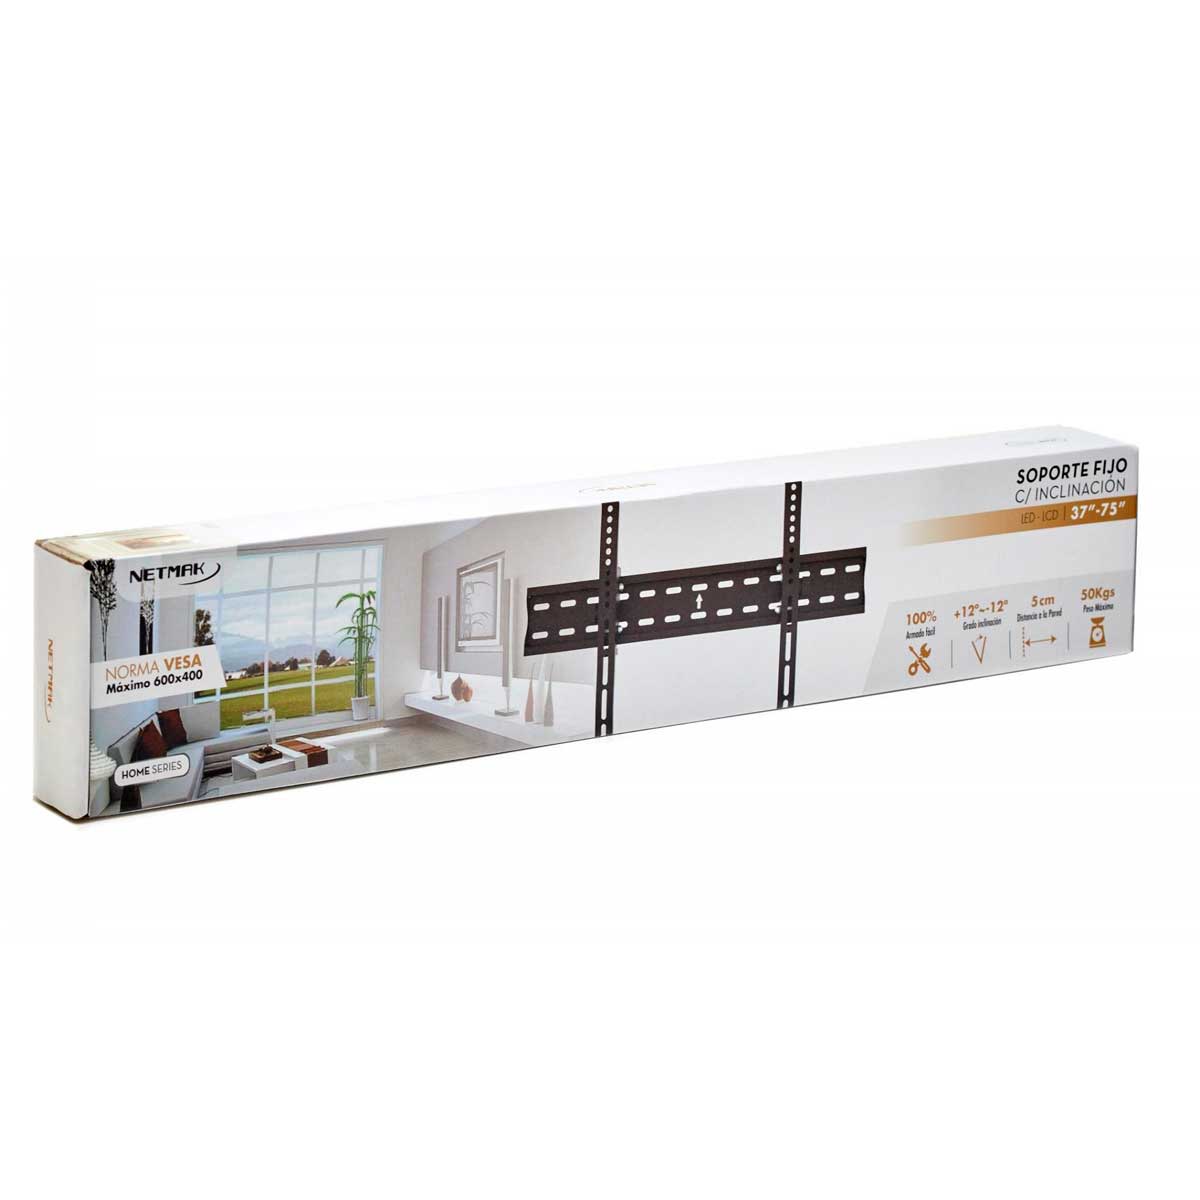 NETMAK
NETMAK
NETMAK
NORMA VESA
Máximo 600x400
HOME SERIES
SOPORTE FIJO
C/ INCLINACIÓN
LED - LCD | 37"-75"
100%
Armado fácil
+12°~-12°
Grado inclinación
5cm
Distancia a la Pared
50Kgs
Peso Máximo